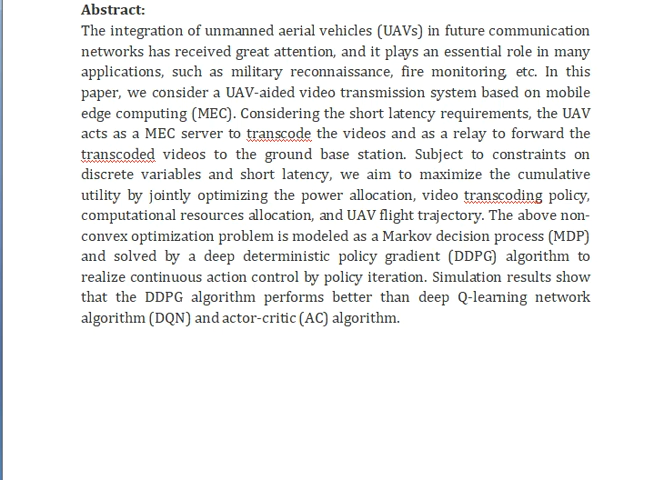 Abstract:
The integration of unmanned aerial vehicles (UAVs) in future communication
networks has received great attention, and it plays an essential role in many
applications, such as military reconnaissance, fire monitoring, etc. In this
paper, we consider a UAV-aided video transmission system based on mobile
edge computing (MEC). Considering the short latency requirements, the UAV
acts as a MEC server to transcode the videos and as a relay to forward the
transcoded videos to the ground base station. Subject to constraints on
discrete variables and short latency, we aim to maximize the cumulative
utility by jointly optimizing the power allocation, video transcoding policy,
computational resources allocation, and UAV flight trajectory. The above non-
convex optimization problem is modeled as a Markov decision process (MDP)
and solved by a deep deterministic policy gradient (DDPG) algorithm to
realize continuous action control by policy iteration. Simulation results show
that the DDPG algorithm performs better than deep Q-learning network
algorithm (DQN) and actor-critic (AC) algorithm.